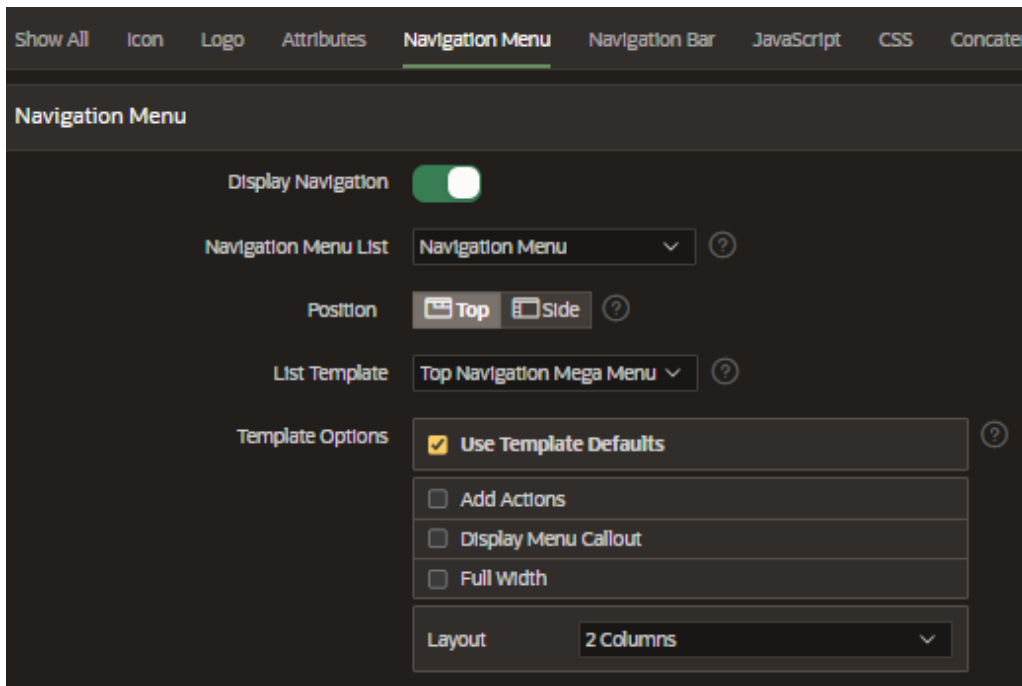 Show All Icon Logo Attributes Navigation Menu Navigation Bar JavaScript CSS Concater
Navigation Menu
Display Navigation
Navigation Menu List Navigation Menu
Position Top Side
List Template Top Navigation Mega Menu
Template Options Use Template Defaults
Add Actions
Display Menu Callout
Full Width
Layout 2 Columns